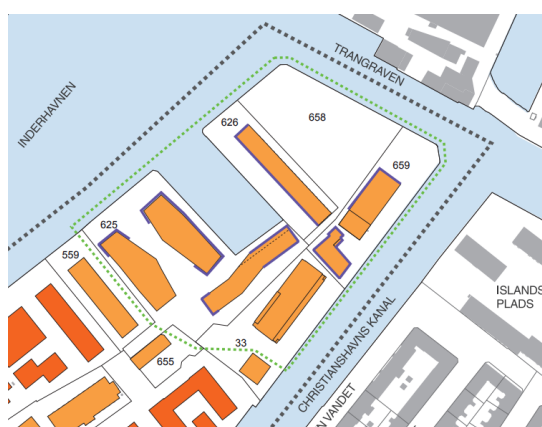 TRANGRAVEN
INDERHAVNEN
658
626
659
625
559
33
655
ISLANDS
PLADS
CHRISTIANSHAVNS KANAL
N VANDET